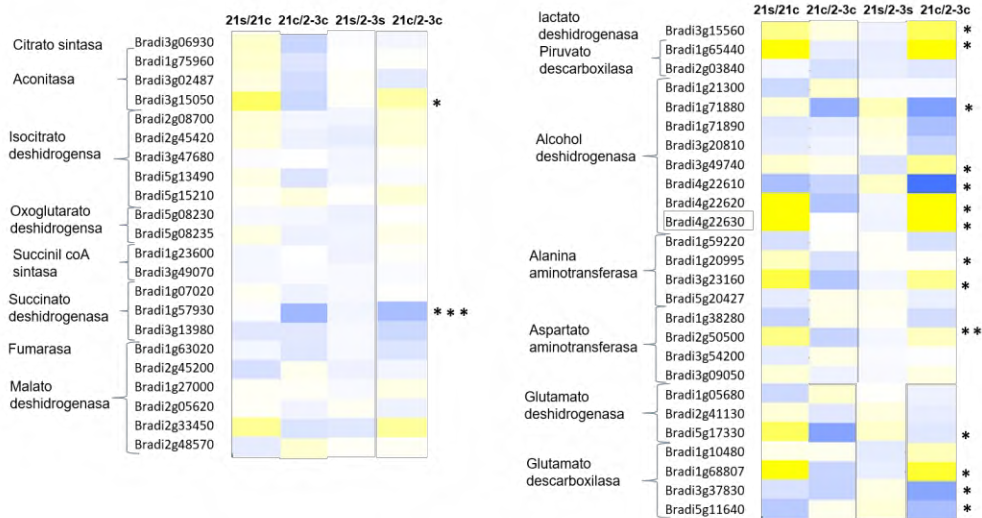 21s/21c 21c/2-3c 21s/2-3s 21c/2-3c
Citrato sintasa
Bradi3g06930
Aconitasa
Bradi1g75960
Bradi3g02487
Bradi3g15050 *
Isocitrato
deshidrogensa
Bradi2g08700
Bradi2g45420
Bradi3g47680
Bradi5g13490
Bradi5g15210
Oxoglutarato
deshidrogensa
Bradi5g08230
Bradi5g08235
Succinil coA
sintasa
Bradi1g23600
Bradi3g49070
Succinato
deshidrogenasa
Bradi1g07020
Bradi1g57930 ***
Bradi3g13980
Fumarasa
Bradi1g63020
Malato
deshidrogenasa
Bradi2g45200
Bradi1g27000
Bradi2g05620
Bradi2g33450
Bradi2g48570
21s/21c 21c/2-3c 21s/2-3s 21c/2-3c
lactato
deshidrogenasa
Bradi3g15560 *
Piruvato
descarboxilasa
Bradi1g65440 *
Bradi2g03840
Alcohol
deshidrogenasa
Bradi1g21300
Bradi1g71880 *
Bradi1g71890
Bradi3g20810
Bradi3g49740 *
Bradi4g22610 *
Bradi4g22620 *
Bradi4g22630 *
Alanina
aminotransferasa
Bradi1g59220
Bradi1g20995 *
Bradi3g23160 *
Bradi5g20427
Aspartato
aminotransferasa
Bradi1g38280
Bradi2g50500 **
Bradi3g54200
Bradi3g09050
Glutamato
deshidrogenasa
Bradi1g05680
Bradi2g41130
Bradi5g17330 *
Glutamato
descarboxilasa
Bradi1g10480
Bradi1g68807 *
Bradi3g37830 *
Bradi5g11640 *